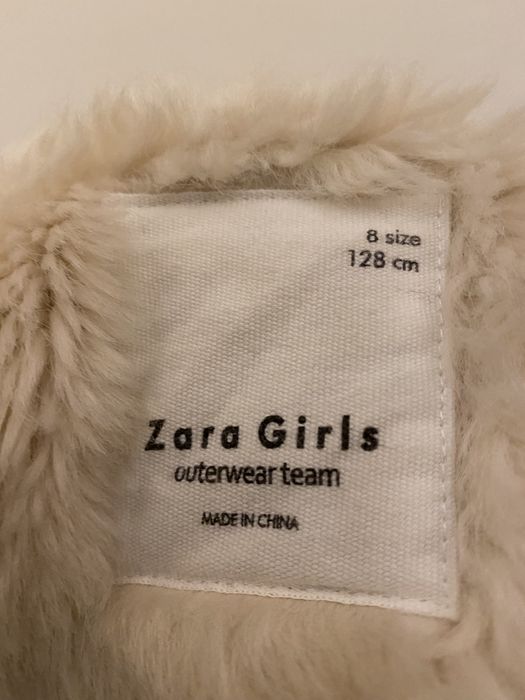 8 size
128 cm
Zara Girls
outerwear team
MADE IN CHINA